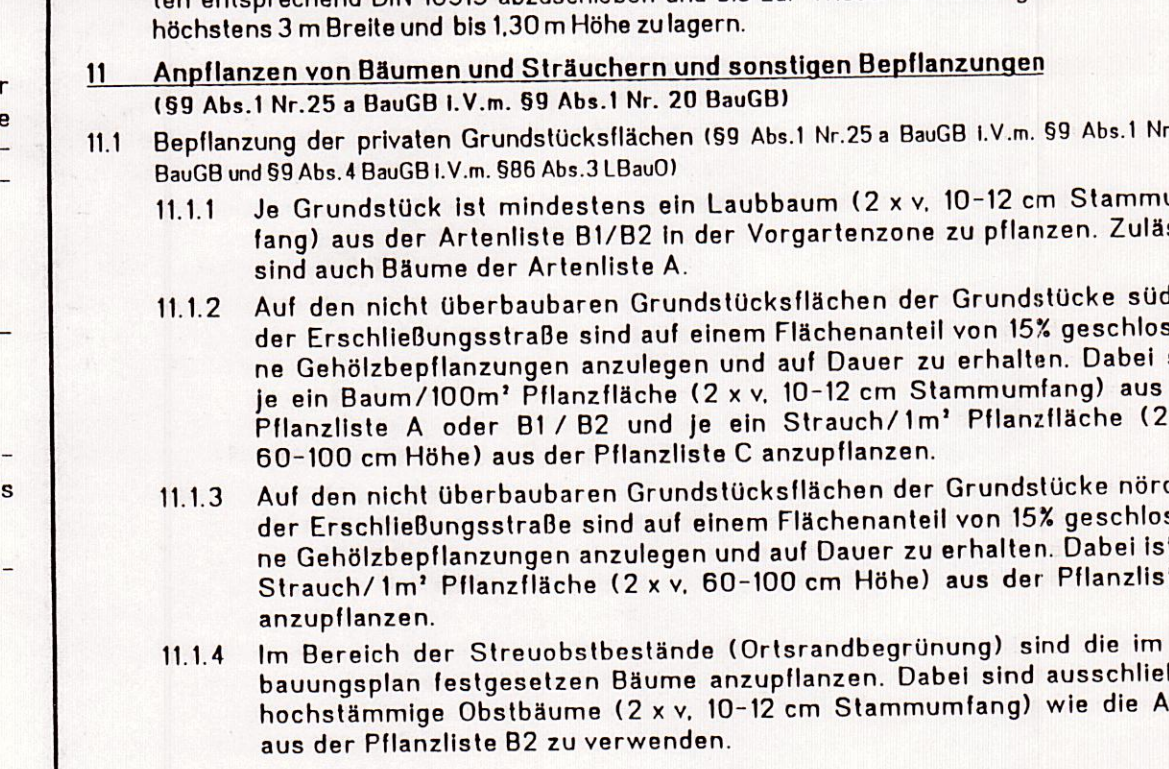 höchstens 3 m Breite und bis 1,30 m Höhe zu lagern.
11 Anpflanzen von Bäumen und Sträuchern und sonstigen Bepflanzungen
(§9 Abs.1 Nr.25 a BauGB i.V.m. §9 Abs.1 Nr. 20 BauGB)
11.1 Bepflanzung der privaten Grundstücksflächen (§9 Abs.1 Nr.25 a BauGB i.V.m. §9 Abs.1 Nr
BauGB und §9 Abs.4 BauGB i.V.m. §86 Abs.3 LBauO)
11.1.1 Je Grundstück ist mindestens ein Laubbaum (2 x v, 10-12 cm Stammu
fang) aus der Artenliste B1/B2 in der Vorgartenzone zu pflanzen. Zuläs
sind auch Bäume der Artenliste A.
11.1.2 Auf den nicht überbaubaren Grundstücksflächen der Grundstücke süd
der Erschließungsstraße sind auf einem Flächenanteil von 15% geschlos
ne Gehölzbepflanzungen anzulegen und auf Dauer zu erhalten. Dabei
je ein Baum/100m² Pflanzfläche (2 x v, 10-12 cm Stammumfang) aus
Pflanzliste A oder B1 / B2 und je ein Strauch/1m² Pflanzfläche (2
60-100 cm Höhe) aus der Pflanzliste C anzupflanzen.
11.1.3 Auf den nicht überbaubaren Grundstücksflächen der Grundstücke nörd
der Erschließungsstraße sind auf einem Flächenanteil von 15% geschlos
ne Gehölzbepflanzungen anzulegen und auf Dauer zu erhalten. Dabei ist
Strauch/1m² Pflanzfläche (2 x v, 60-100 cm Höhe) aus der Pflanzlis
anzupflanzen.
11.1.4 Im Bereich der Streuobstbestände (Ortsrandbegrünung) sind die im
bauungsplan festgesetzen Bäume anzupflanzen. Dabei sind ausschließ
hochstämmige Obstbäume (2 x v, 10-12 cm Stammumfang) wie die A
aus der Pflanzliste B2 zu verwenden.